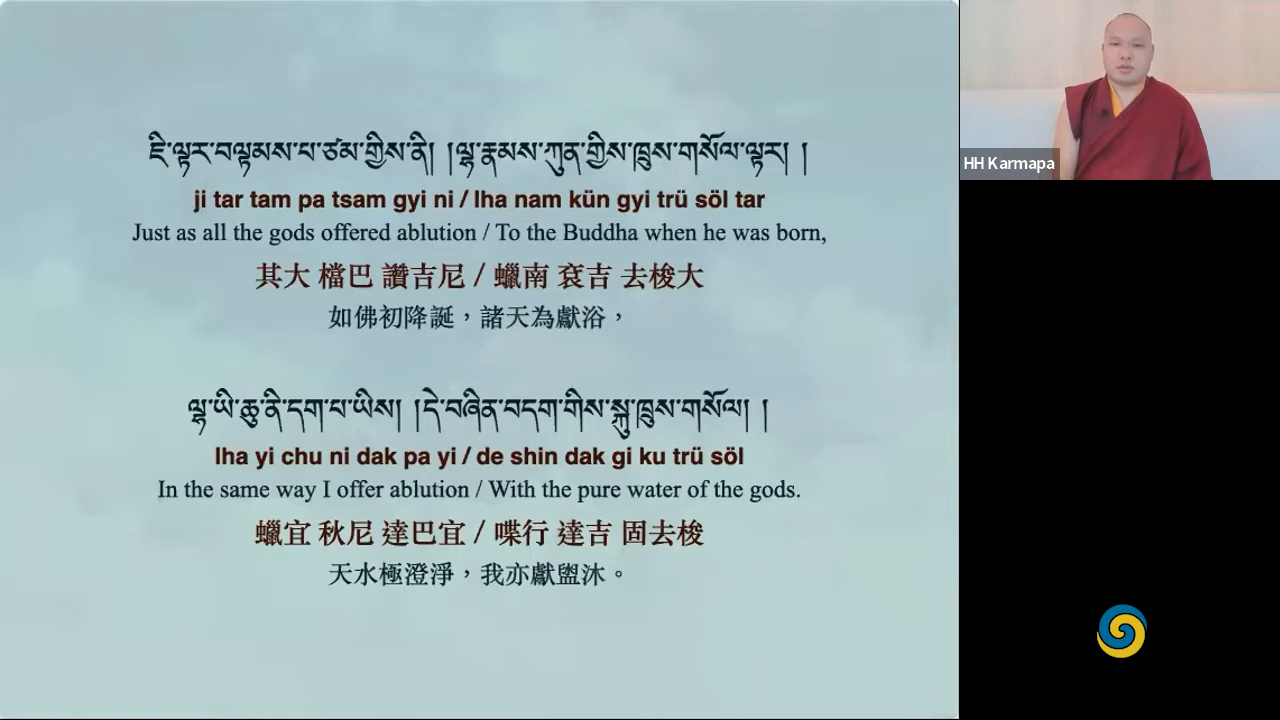 ཇི་ལྟར་བལྟམས་པ་ཙམ་གྱིས་ནི། །ལྷ་རྣམས་ཀུན་གྱིས་ཁྲུས་གསོལ་ལྟར། །
ji tar tam pa tsam gyi ni / lha nam kün gyi trü söl tar
Just as all the gods offered ablution / To the Buddha when he was born,
其大 檔巴 讚吉尼 / 蠟南 袞吉 去梭大
如佛初降誕，諸天為獻浴，
ལྷ་ཡི་ཆུ་ནི་དག་པ་ཡིས། །དེ་བཞིན་བདག་གིས་སྐུ་ཁྲུས་གསོལ། །
lha yi chu ni dak pa yi / de shin dak gi ku trü söl
In the same way I offer ablution / With the pure water of the gods.
蠟宜 秋尼 達巴宜 / 喋行 達吉 固去梭
天水極澄淨，我亦獻盥沐。
HH Karmapa